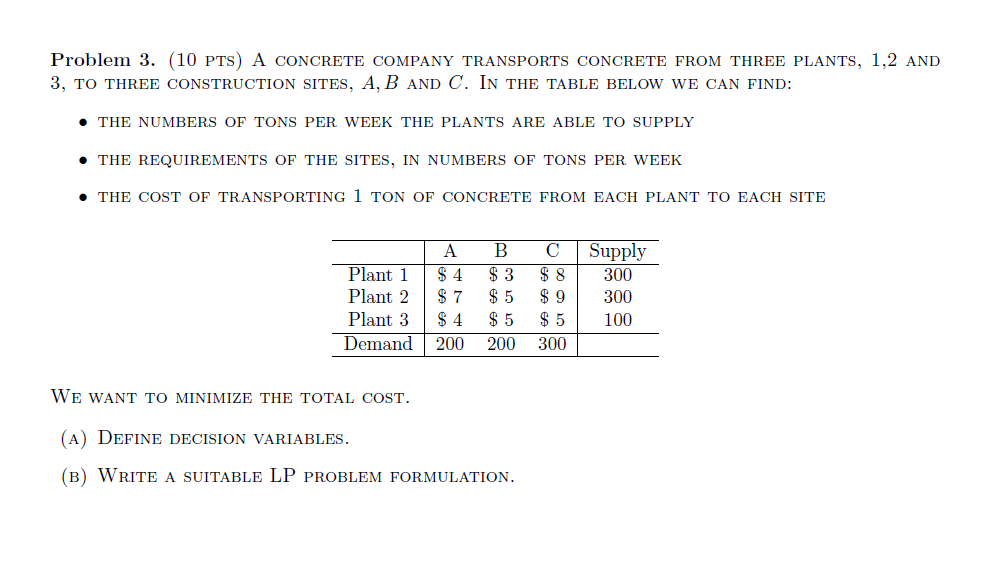 Problem 3. (10 PTS) A CONCRETE COMPANY TRANSPORTS CONCRETE FROM THREE PLANTS, 1,2 AND
3, TO THREE CONSTRUCTION SITES, A, B AND C. IN THE TABLE BELOW WE CAN FIND:
• THE NUMBERS OF TONS PER WEEK THE PLANTS ARE ABLE TO SUPPLY
• THE REQUIREMENTS OF THE SITES, IN NUMBERS OF TONS PER WEEK
• THE COST OF TRANSPORTING 1 TON OF CONCRETE FROM EACH PLANT TO EACH SITE
A B C Supply
Plant 1 $ 4 $ 3 $ 8 300
Plant 2 $ 7 $ 5 $ 9 300
Plant 3 $ 4 $ 5 $ 5 100
Demand 200 200 300
WE WANT TO MINIMIZE THE TOTAL COST.
(A) DEFINE DECISION VARIABLES.
(B) WRITE A SUITABLE LP PROBLEM FORMULATION.